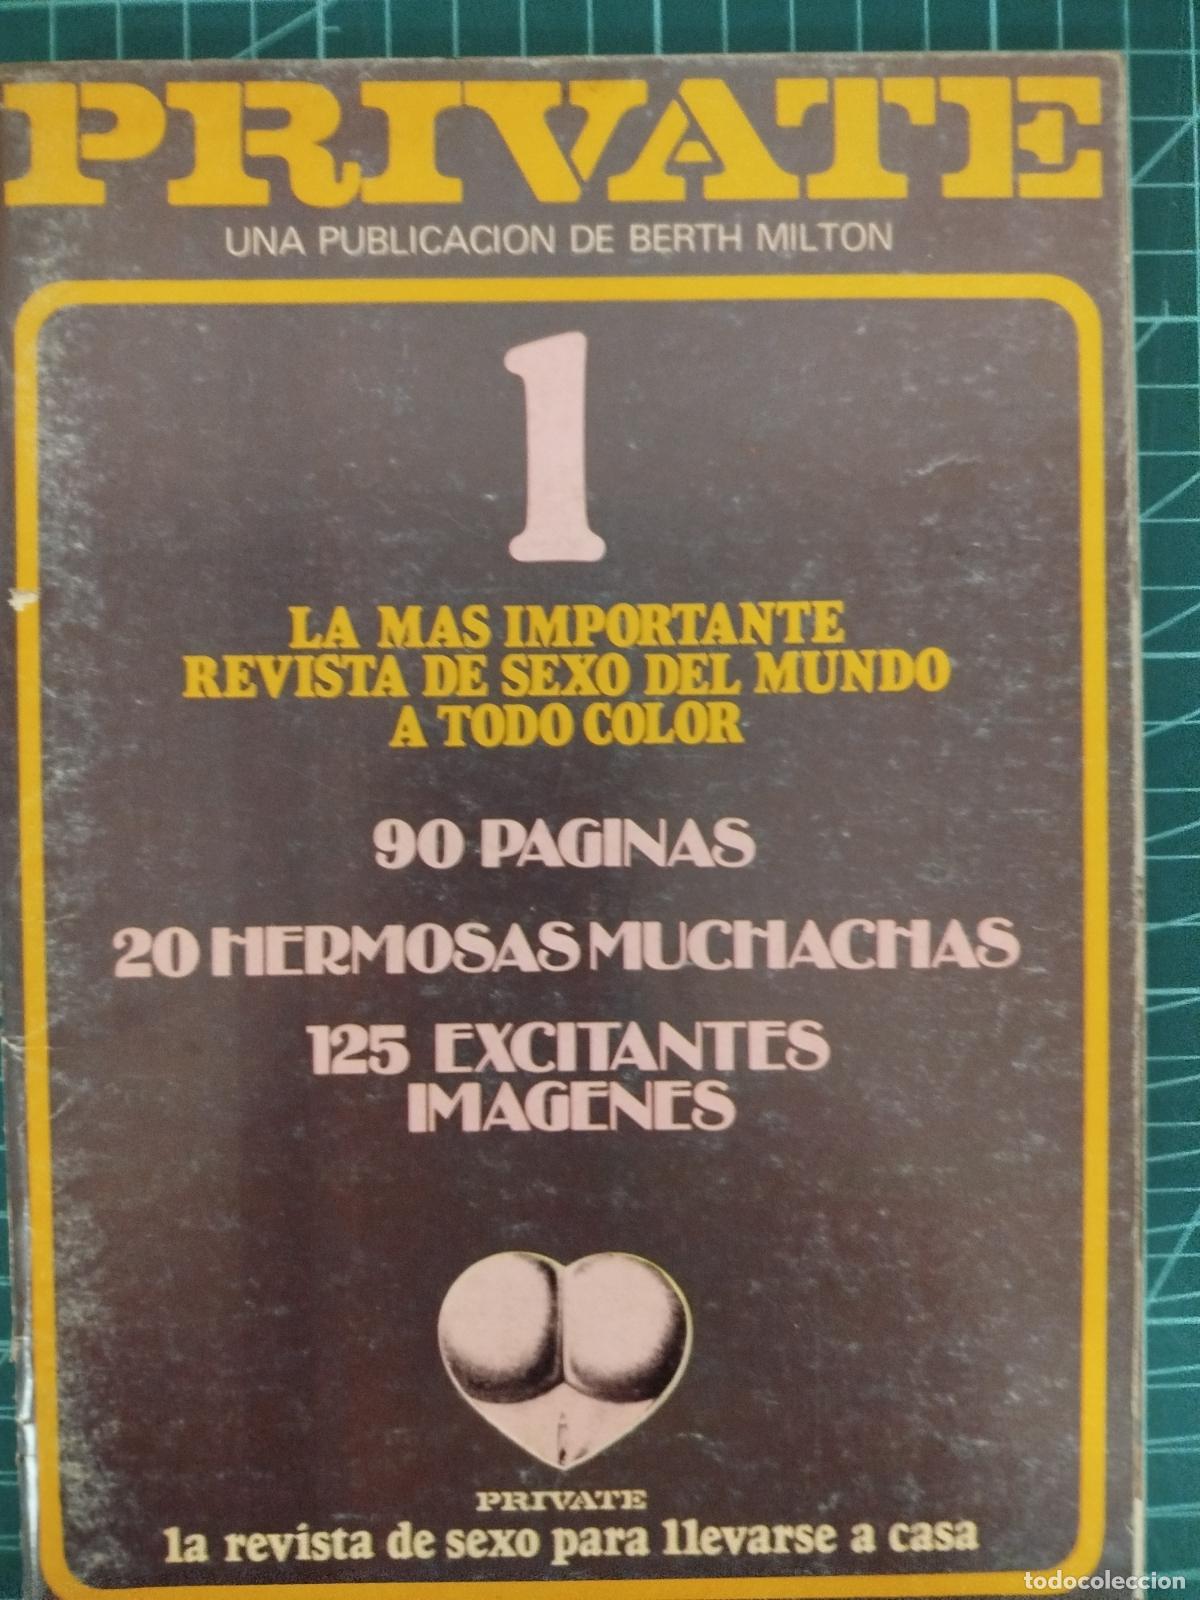 PRIVATE
UNA PUBLICACION DE BERTH MILTON
1
LA MAS IMPORTANTE
REVISTA DE SEXO DEL MUNDO
A TODO COLOR
90 PAGINAS
20 HERMOSAS MUCHACHAS
125 EXCITANTES
IMAGENES
PRIVATE
la revista de sexo para llevarse a casa
todocoleccion